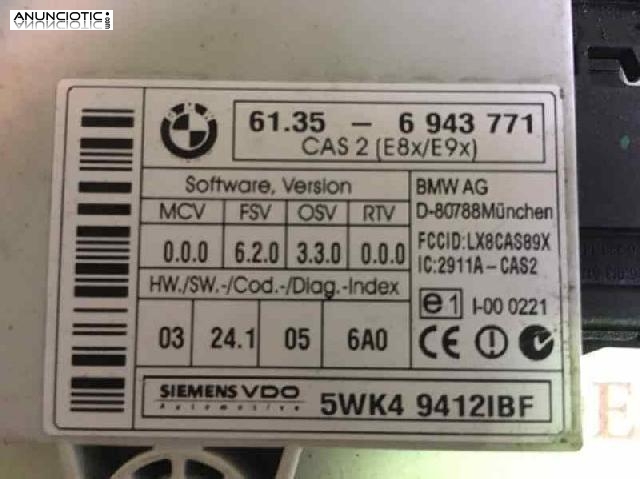 ANUNCIOTIC
.com
61.35 - 6 943 771
CAS 2 (E8x/E9x)
Software, Version
MCV FSV OSV RTV
0.0.0 6.2.0 3.3.0 0.0.0
HW./SW.-/Cod.-/Diag.-Index
03 24.1 05 6A0
BMW AG
D-80788München
FCCID:LX8CAS89X
IC:2911A-CAS2
e1 I-00 0221
CE
SIEMENS VDO
Automotive
5WK4 9412IBF